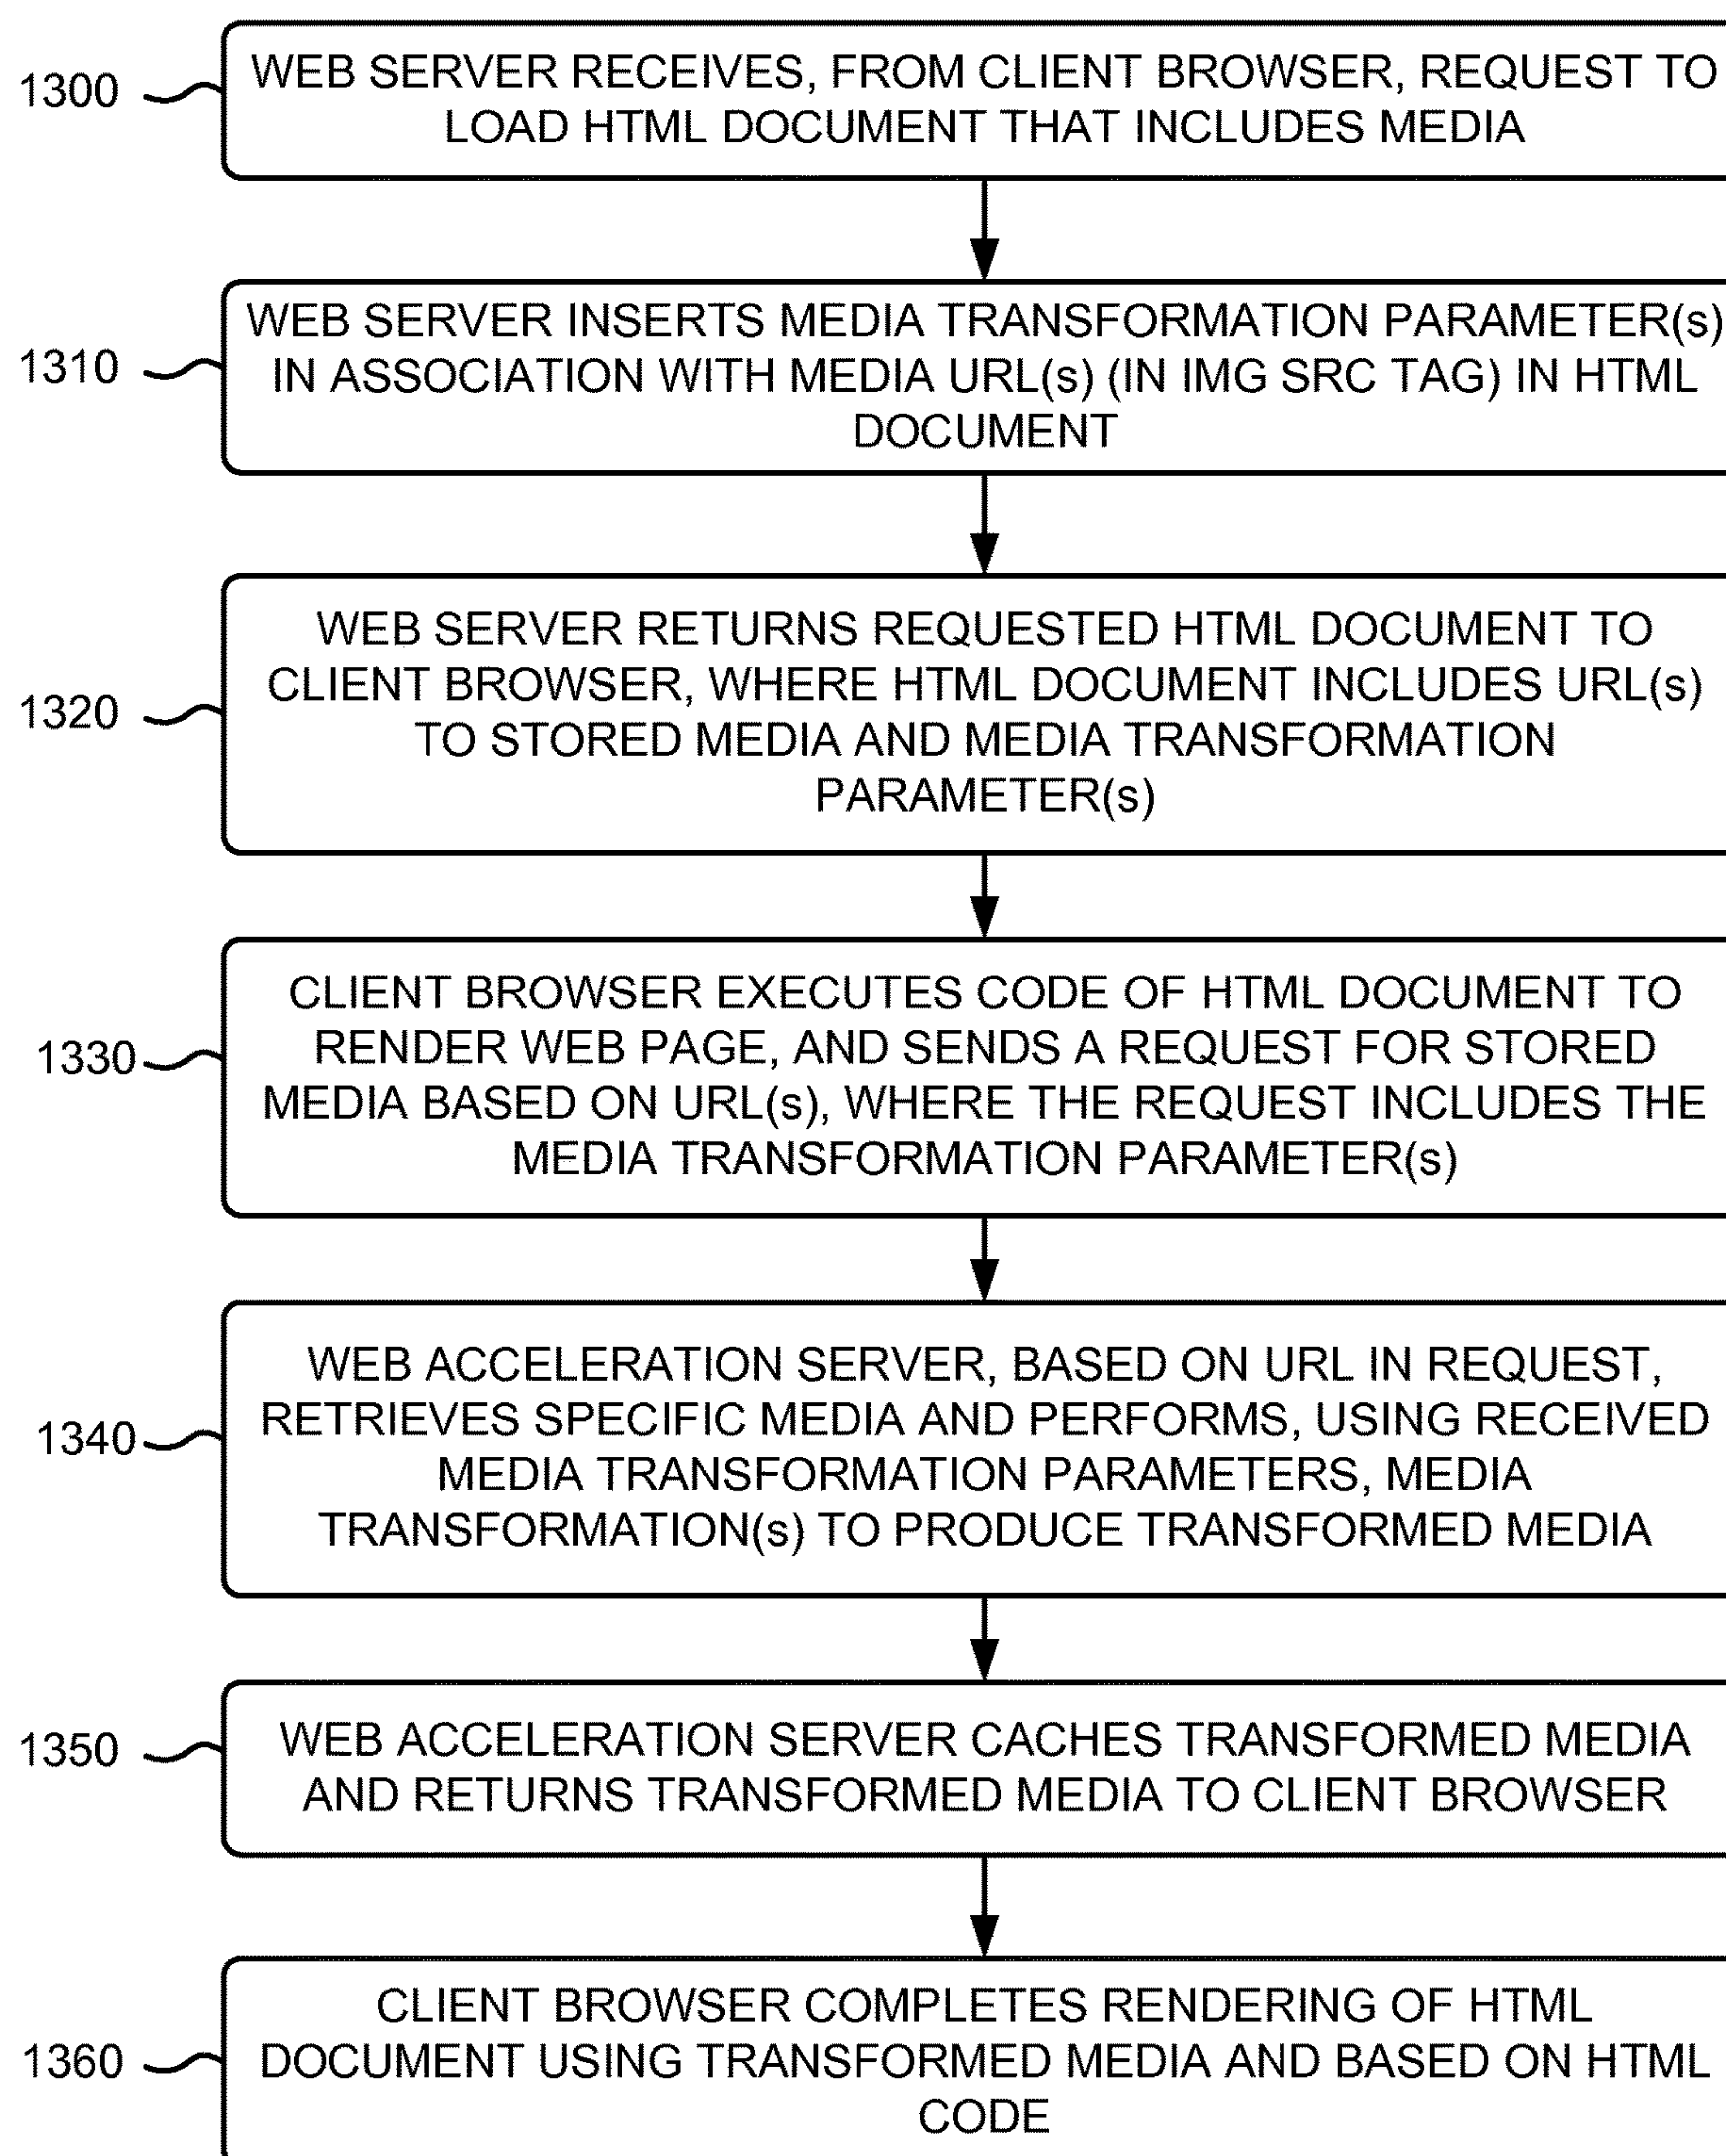 1300
WEB SERVER RECEIVES, FROM CLIENT BROWSER, REQUEST TO
LOAD HTML DOCUMENT THAT INCLUDES MEDIA
1310
WEB SERVER INSERTS MEDIA TRANSFORMATION PARAMETER(s)
IN ASSOCIATION WITH MEDIA URL(s) (IN IMG SRC TAG) IN HTML
DOCUMENT
1320
WEB SERVER RETURNS REQUESTED HTML DOCUMENT TO
CLIENT BROWSER, WHERE HTML DOCUMENT INCLUDES URL(s)
TO STORED MEDIA AND MEDIA TRANSFORMATION
PARAMETER(s)
1330
CLIENT BROWSER EXECUTES CODE OF HTML DOCUMENT TO
RENDER WEB PAGE, AND SENDS A REQUEST FOR STORED
MEDIA BASED ON URL(s), WHERE THE REQUEST INCLUDES THE
MEDIA TRANSFORMATION PARAMETER(s)
1340
WEB ACCELERATION SERVER, BASED ON URL IN REQUEST,
RETRIEVES SPECIFIC MEDIA AND PERFORMS, USING RECEIVED
MEDIA TRANSFORMATION PARAMETERS, MEDIA
TRANSFORMATION(s) TO PRODUCE TRANSFORMED MEDIA
1350
WEB ACCELERATION SERVER CACHES TRANSFORMED MEDIA
AND RETURNS TRANSFORMED MEDIA TO CLIENT BROWSER
1360
CLIENT BROWSER COMPLETES RENDERING OF HTML
DOCUMENT USING TRANSFORMED MEDIA AND BASED ON HTML
CODE